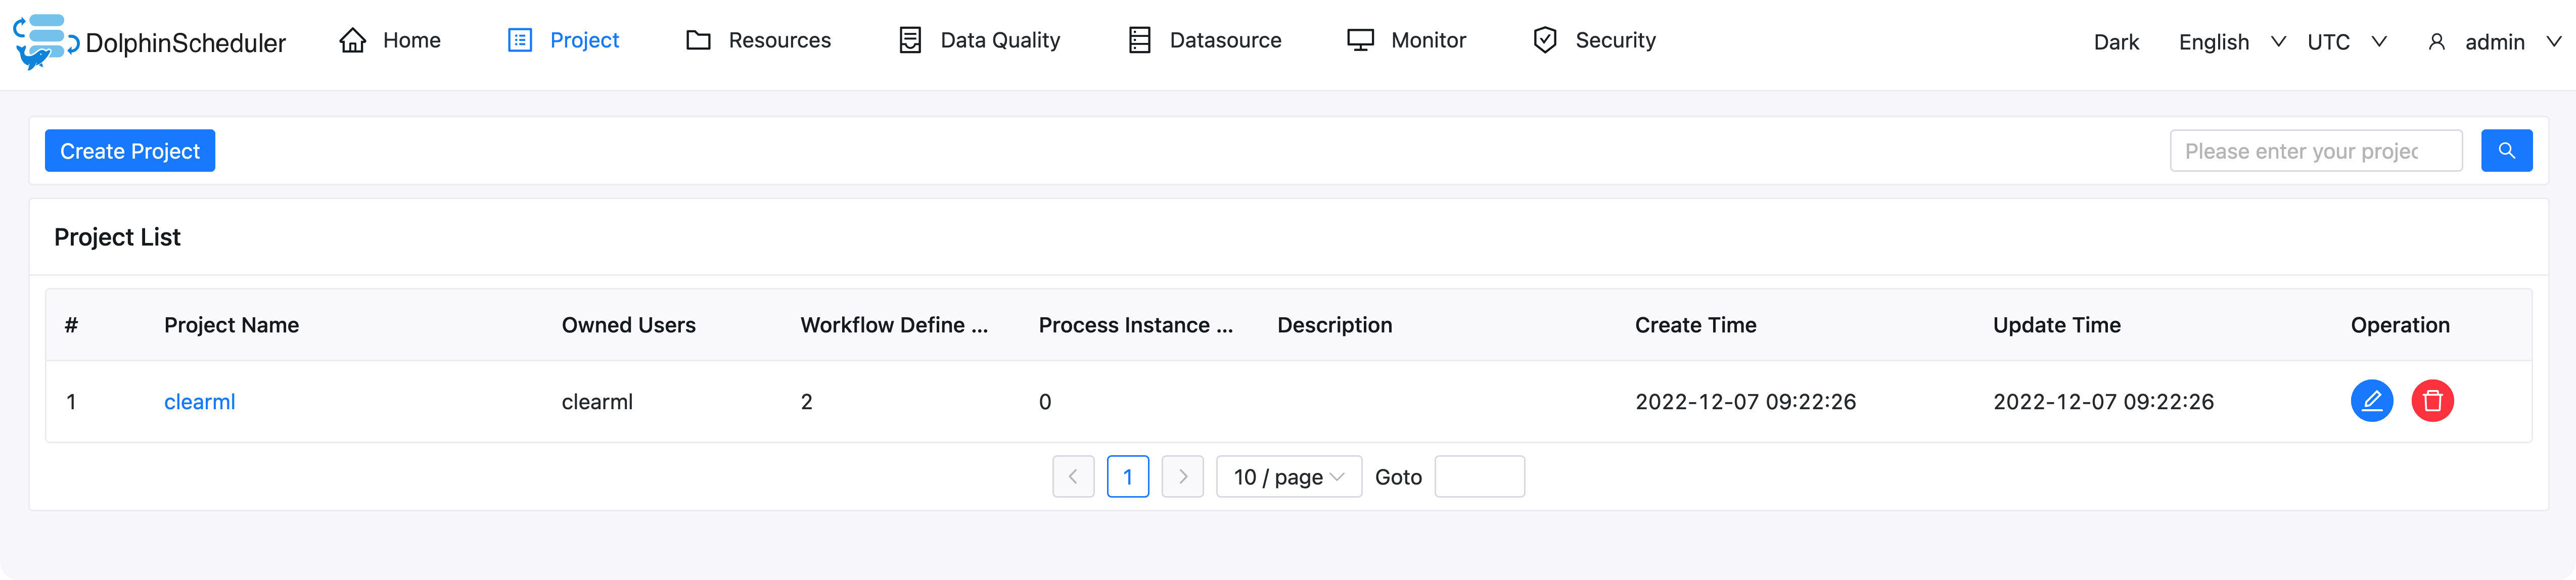 DolphinScheduler Home Project Resources Data Quality Datasource Monitor Security Dark English UTC admin
Create Project Please enter your projec
Project List
# Project Name Owned Users Workflow Define ... Process Instance ... Description Create Time Update Time Operation
1 clearml clearml 2 0 2022-12-07 09:22:26 2022-12-07 09:22:26
1 10 / page Goto